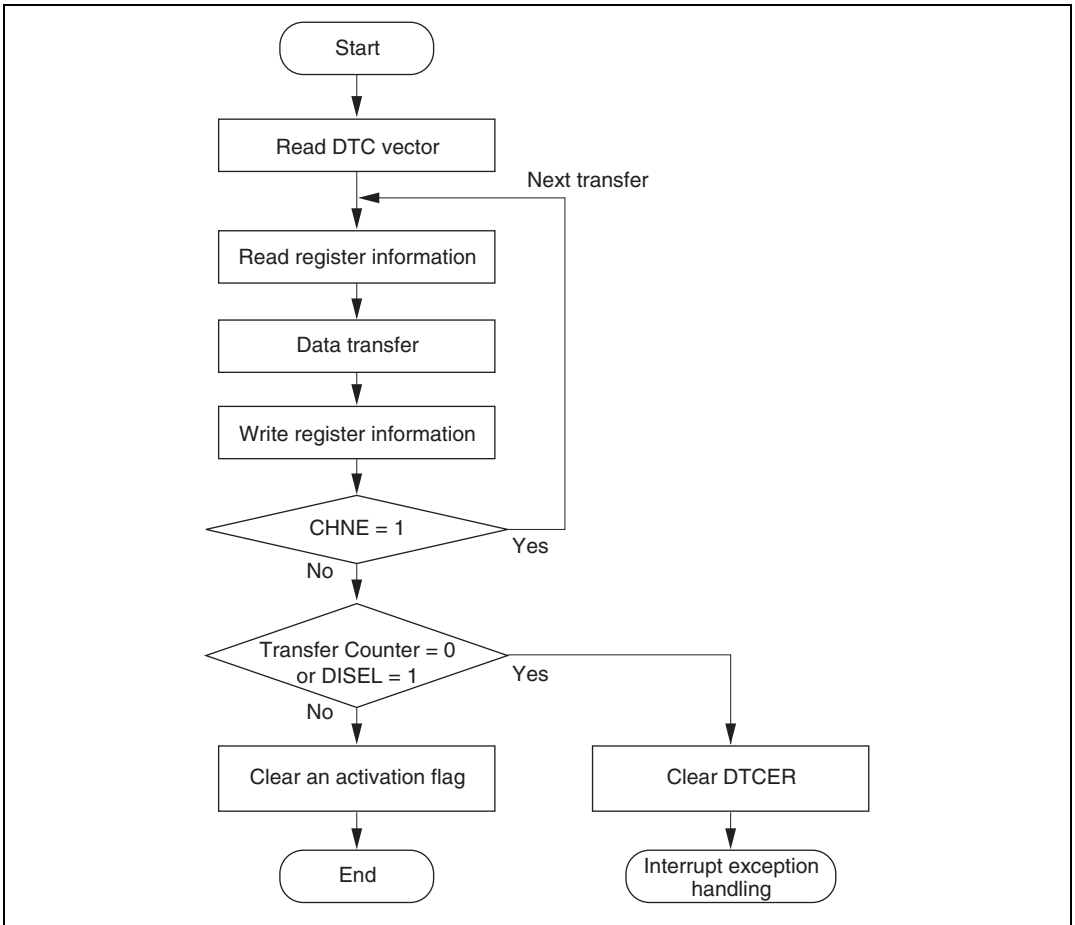 Start
Read DTC vector
Next transfer
Read register information
Data transfer
Write register information
CHNE = 1
Yes
No
Transfer Counter = 0
or DISEL = 1
Yes
No
Clear an activation flag
Clear DTCER
End
Interrupt exception
handling